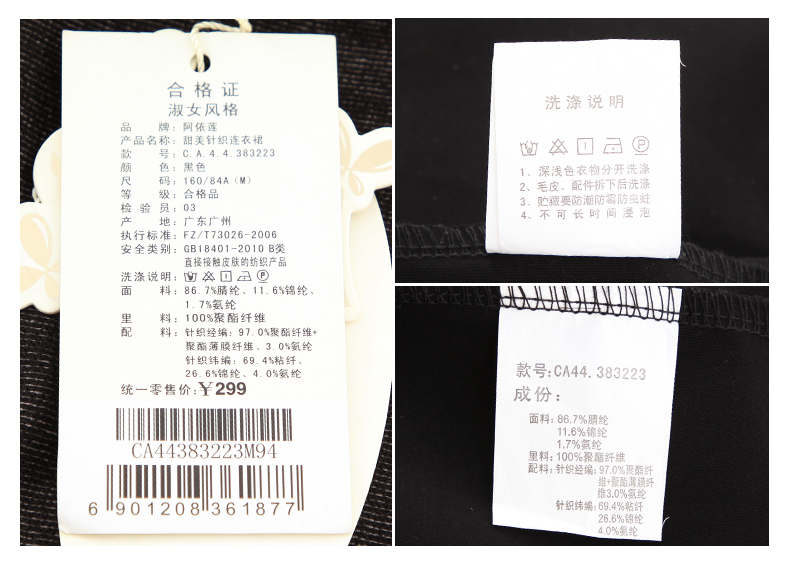 合格证
淑女风格
品 牌：阿依莲
产品名称：甜美针织连衣裙
款 号：C.A.4.4.383223
颜 色：黑色
尺 码：160/84A（M）
等 级：合格品
检 验 员：03
产 地：广东广州
执行标准：FZ/T73026-2006
安全类别：GB18401-2010 B类
直接接触皮肤的纺织产品
洗涤说明：
面 料：86.7%腈纶、11.6%锦纶、
1.7%氨纶
里 料：100%聚酯纤维
配 料：针织经编：97.0%聚酯纤维+
聚酯薄膜纤维、3.0%氨纶
针织纬编：69.4%粘纤、
26.6%锦纶、4.0%氨纶
统一零售价：¥299
CA44383223M94
6 901208 361877
洗涤说明
1、深浅色衣物分开洗涤
2、毛皮、配件拆下后洗涤
3、贮藏要防潮防霉防虫蛀
4、不可长时间浸泡
款号:CA44.383223
成份：
面料：86.7%腈纶
11.6%锦纶
1.7%氨纶
里料：100%聚酯纤维
配料：针织经编：97.0%聚酯纤
维+聚酯薄膜纤
维3.0%氨纶
针织纬编：69.4%粘纤
26.6%锦纶
4.0%氨纶